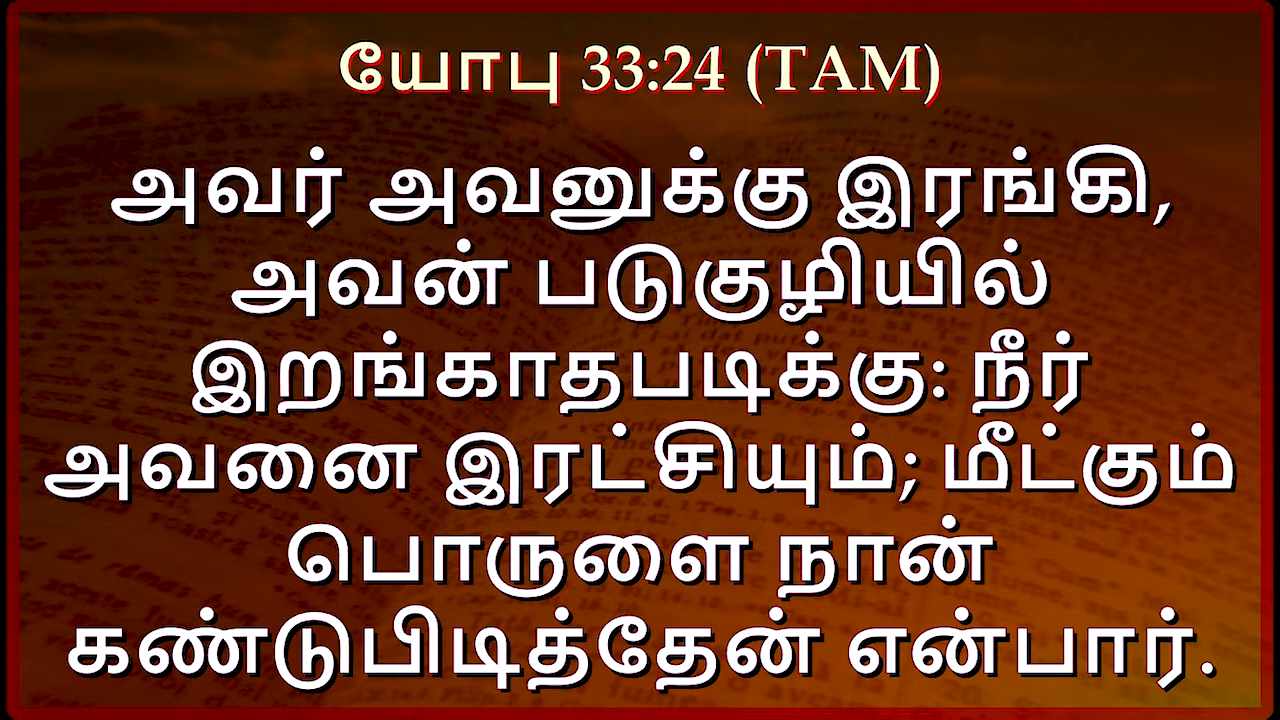 யோபு 33:24 (TAM)
அவர் அவனுக்கு இரங்கி,
அவன் படுகுழியில்
இறங்காதபடிக்கு: நீர்
அவனை இரட்சியும்; மீட்கும்
பொருளை நான்
கண்டுபிடித்தேன் என்பார்.